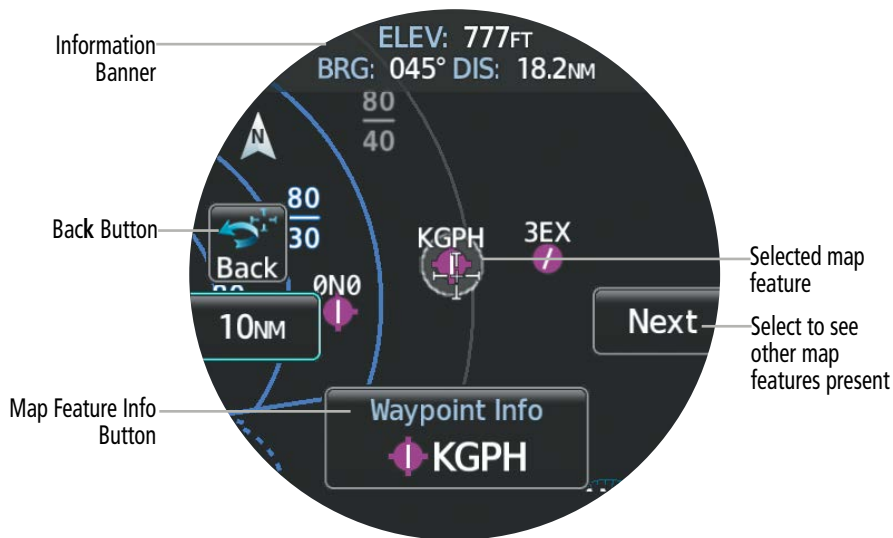 Information
Banner
ELEV: 777FT
BRG: 045° DIS: 18.2NM
80
40
N
Back Button
80
30
Back
KGPH
3EX
Selected map
feature
0N0
10NM
Next
Select to see
other map
features present
Map Feature Info
Button
Waypoint Info
KGPH